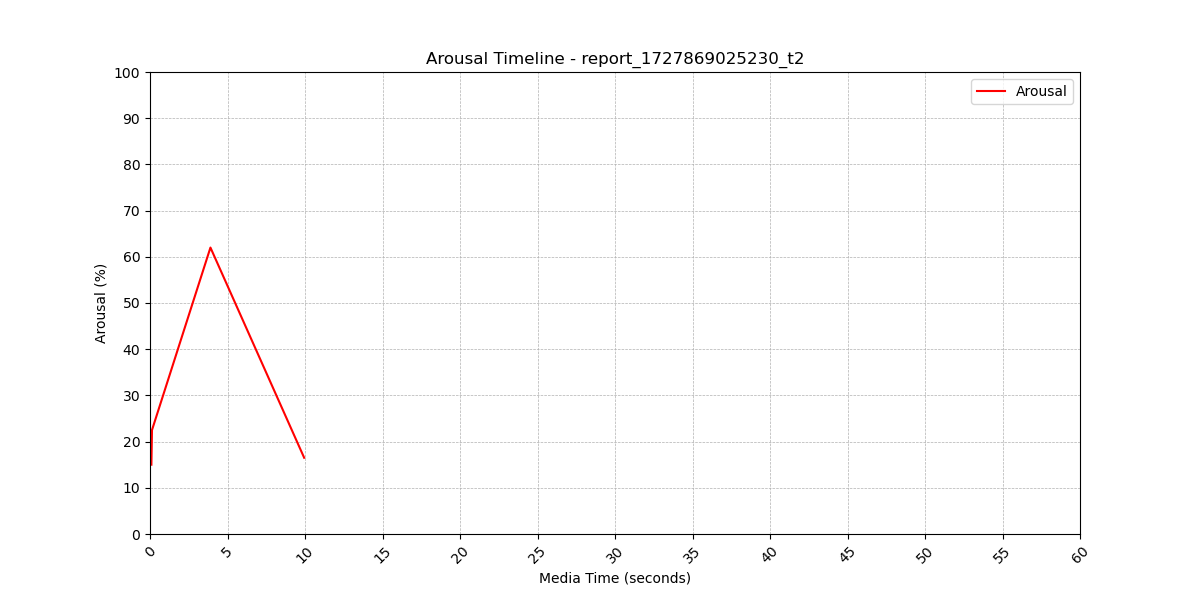 Arousal Timeline - report_1727869025230_t2
Arousal
100
90
80
70
60
50
40
30
20
10
0
Arousal (%)
0 5 10 15 20 25 30 35 40 45 50 55 60
Media Time (seconds)